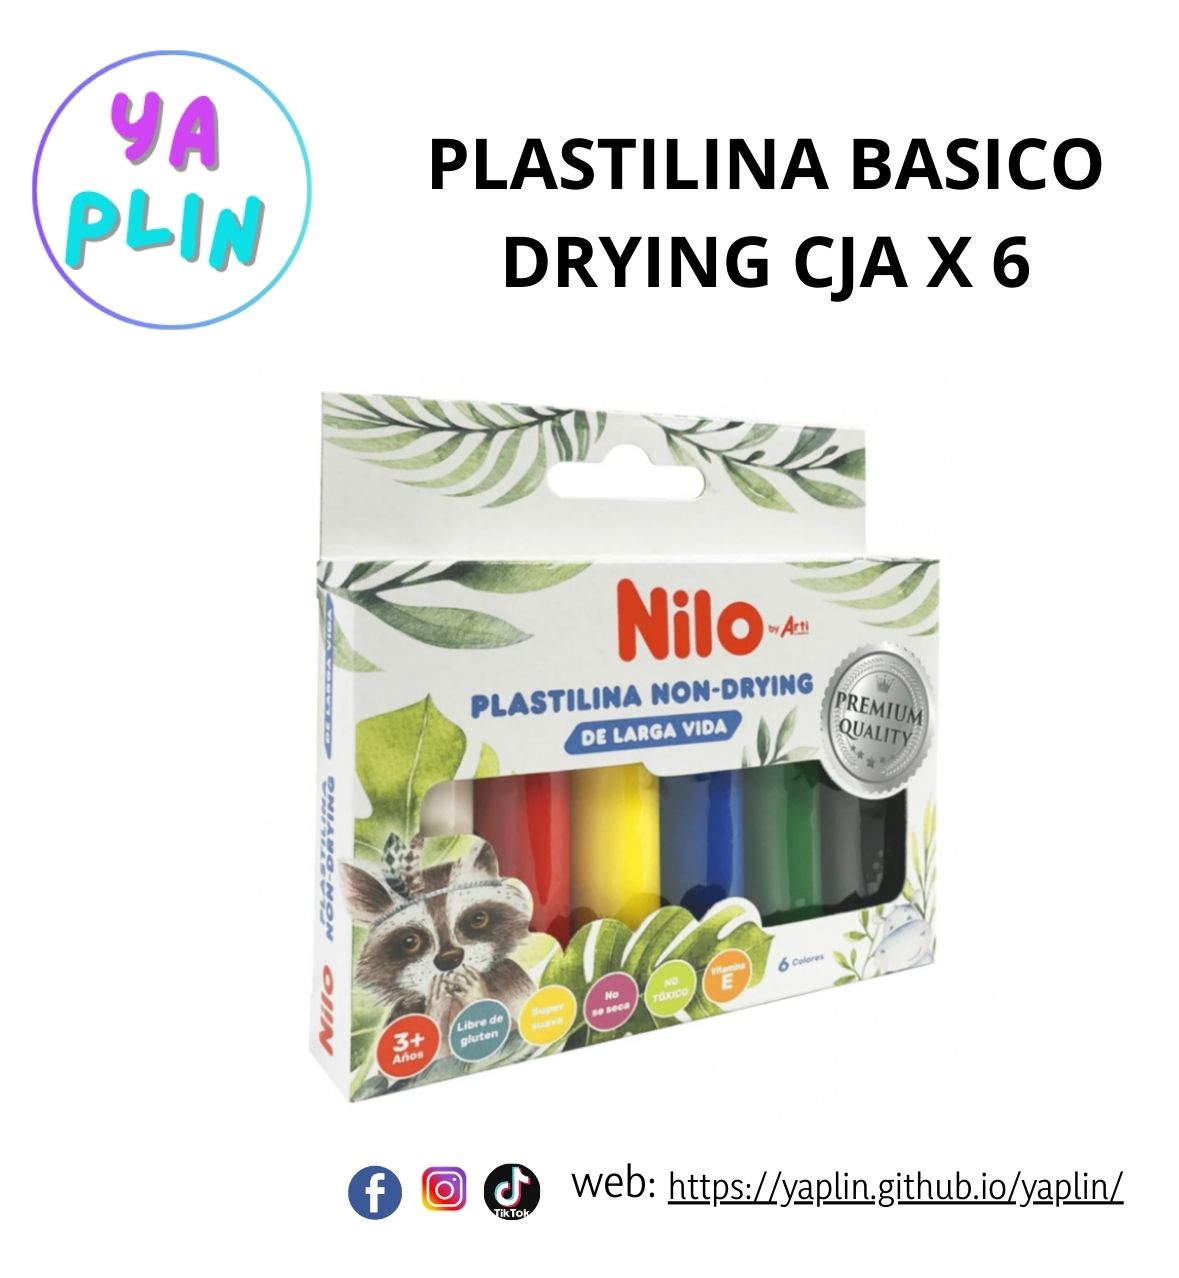 YA
PLIN
PLASTILINA BASICO
DRYING CJA X 6
Nilo by Arti
PLASTILINA NON-DRYING
DE LARGA VIDA
PREMIUM
QUALITY
DE LARGA VIDA
PLASTILINA
NON-DRYING
Nilo
6 Colores
3+
Años
Libre de
gluten
Super
suave
No
se seca
NO
TÓXICO
Vitamina
E
TikTok
web: https://yaplin.github.io/yaplin/